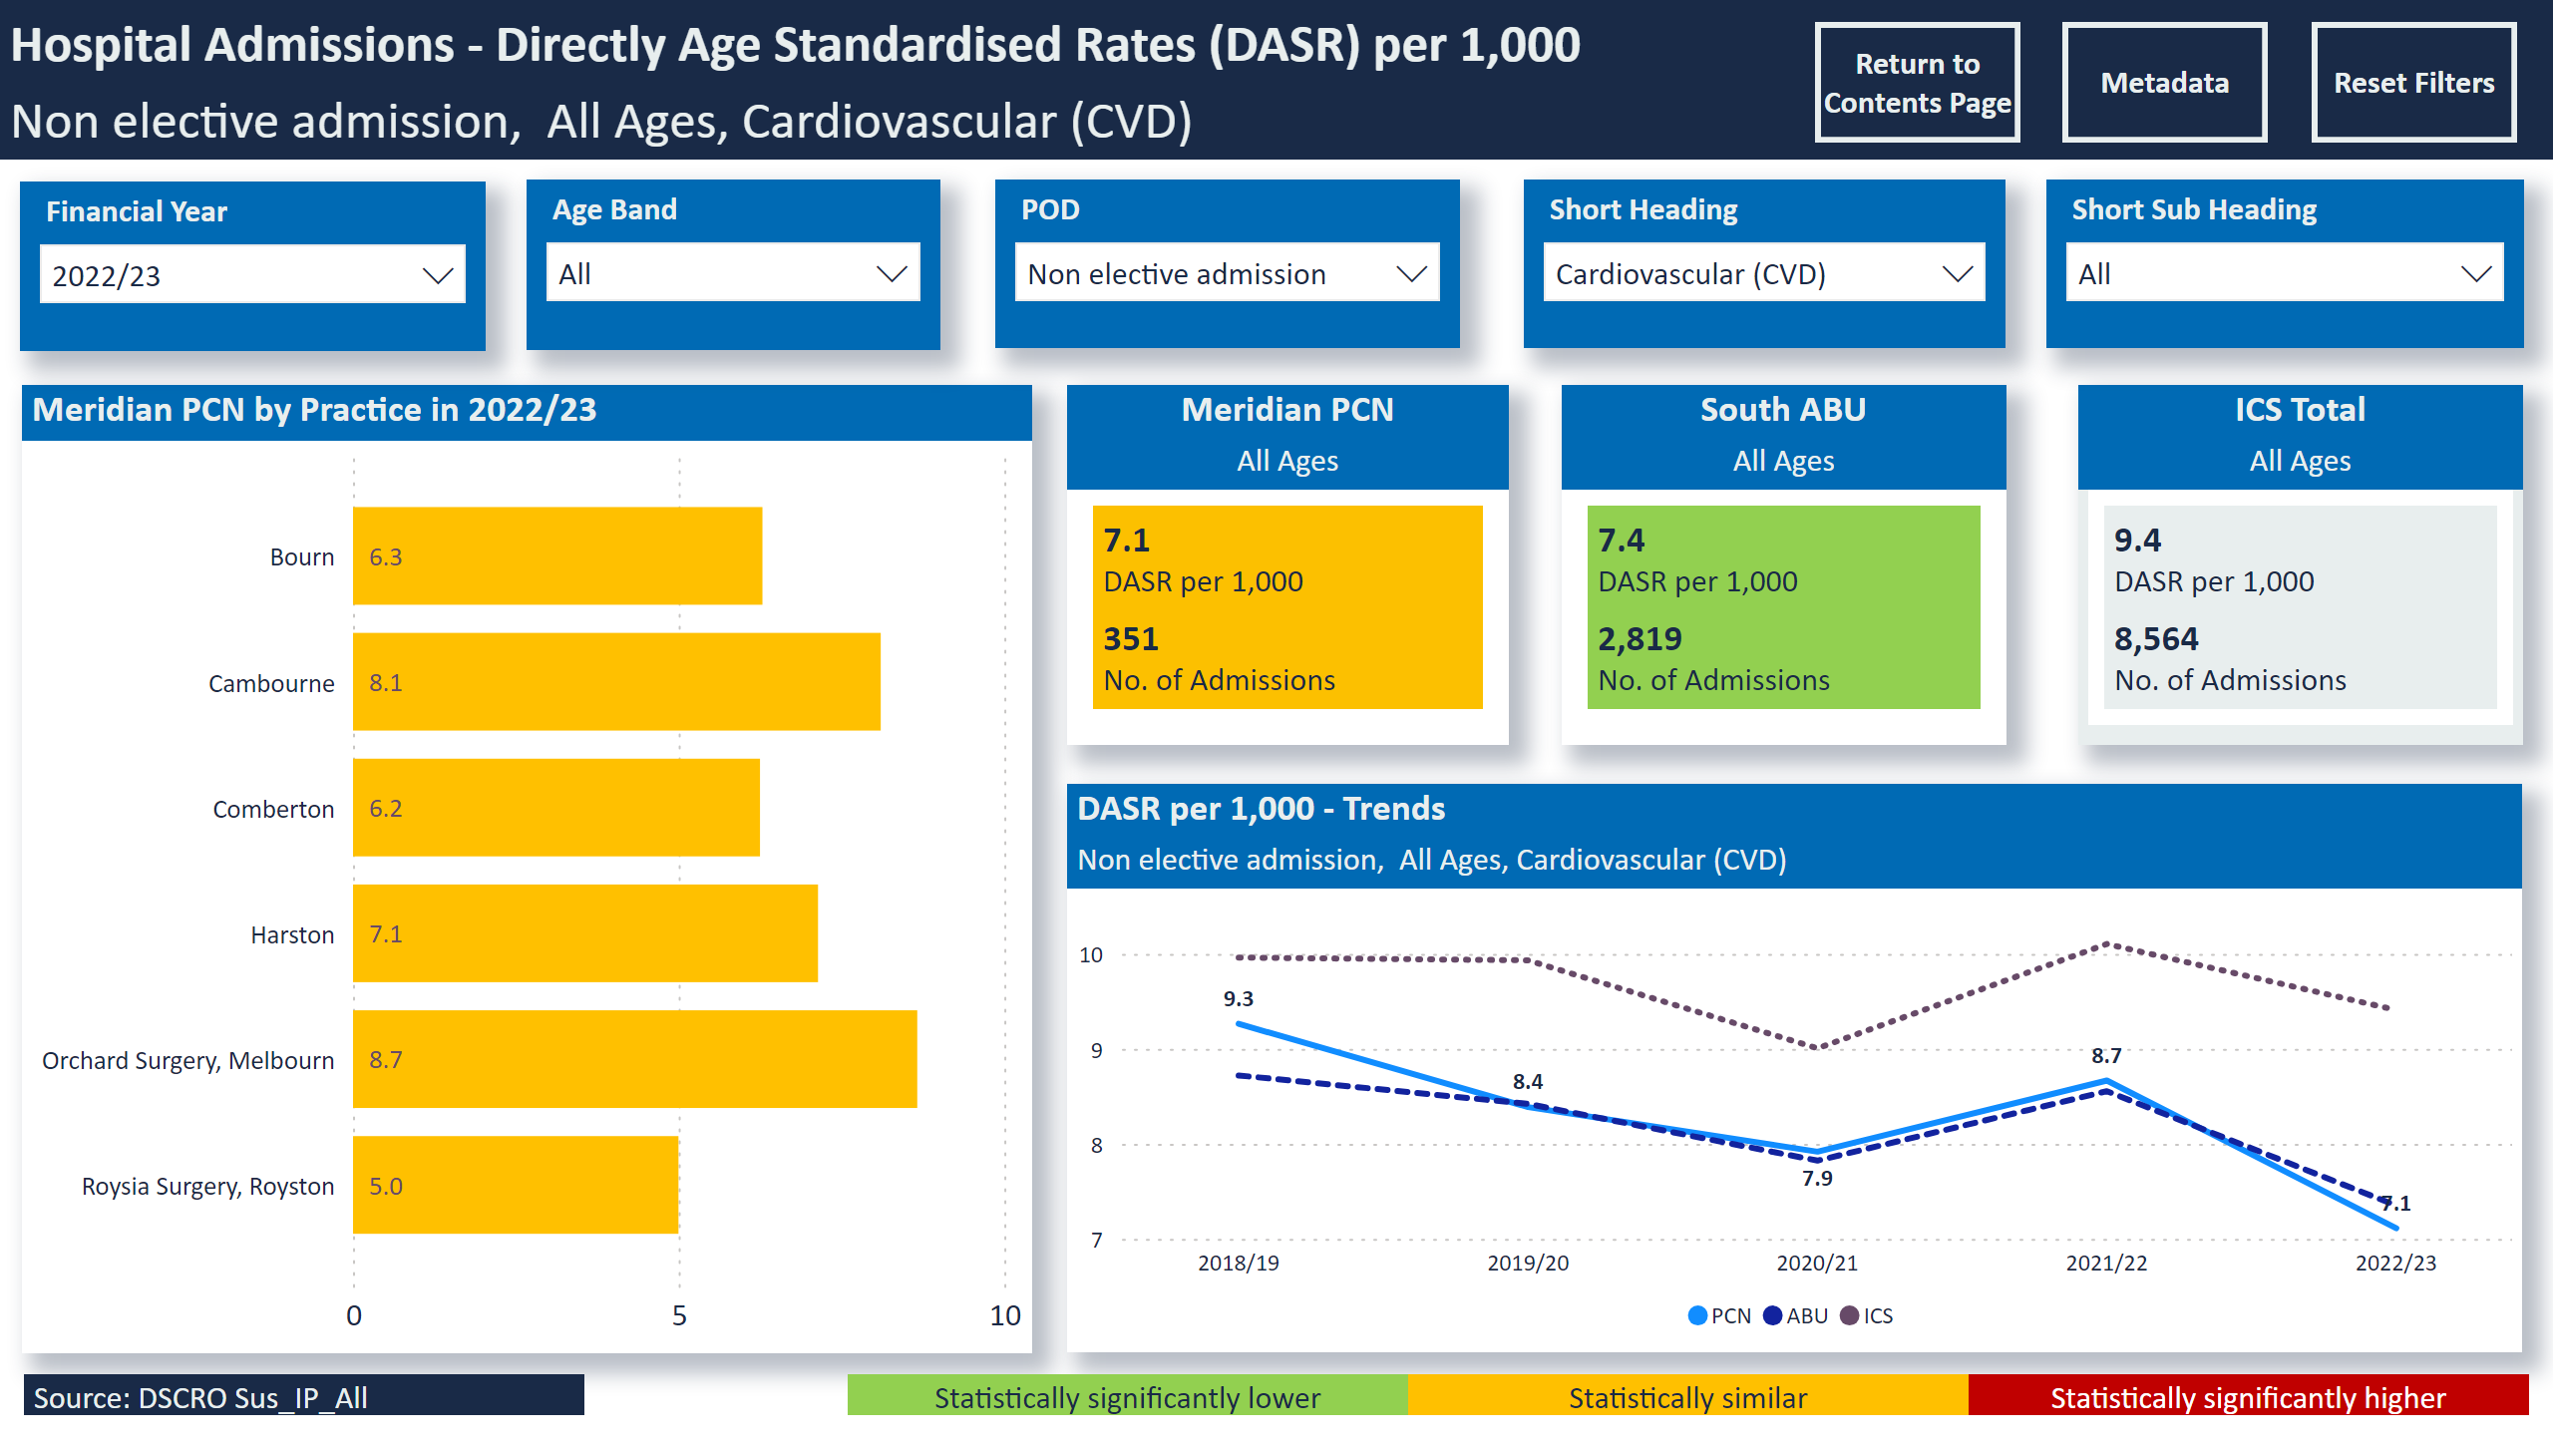 Hospital Admissions - Directly Age Standardised Rates (DASR) per 1,000
Non elective admission,  All Ages, Cardiovascular (CVD)
Return to
Contents Page
Metadata
Reset Filters
Financial Year
2022/23
Age Band
All
POD
Non elective admission
Short Heading
Cardiovascular (CVD)
Short Sub Heading
All
Meridian PCN by Practice in 2022/23
Bourn 6.3
Cambourne 8.1
Comberton 6.2
Harston 7.1
Orchard Surgery, Melbourn 8.7
Roysia Surgery, Royston 5.0
0 5 10
Meridian PCN
All Ages
7.1
DASR per 1,000
351
No. of Admissions
South ABU
All Ages
7.4
DASR per 1,000
2,819
No. of Admissions
ICS Total
All Ages
9.4
DASR per 1,000
8,564
No. of Admissions
DASR per 1,000 - Trends
Non elective admission,  All Ages, Cardiovascular (CVD)
10
9.3
9
8.7
8.4
8
7.9
7.1
7
2018/19 2019/20 2020/21 2021/22 2022/23
PCN ABU ICS
Source: DSCRO Sus_IP_All
Statistically significantly lower
Statistically similar
Statistically significantly higher